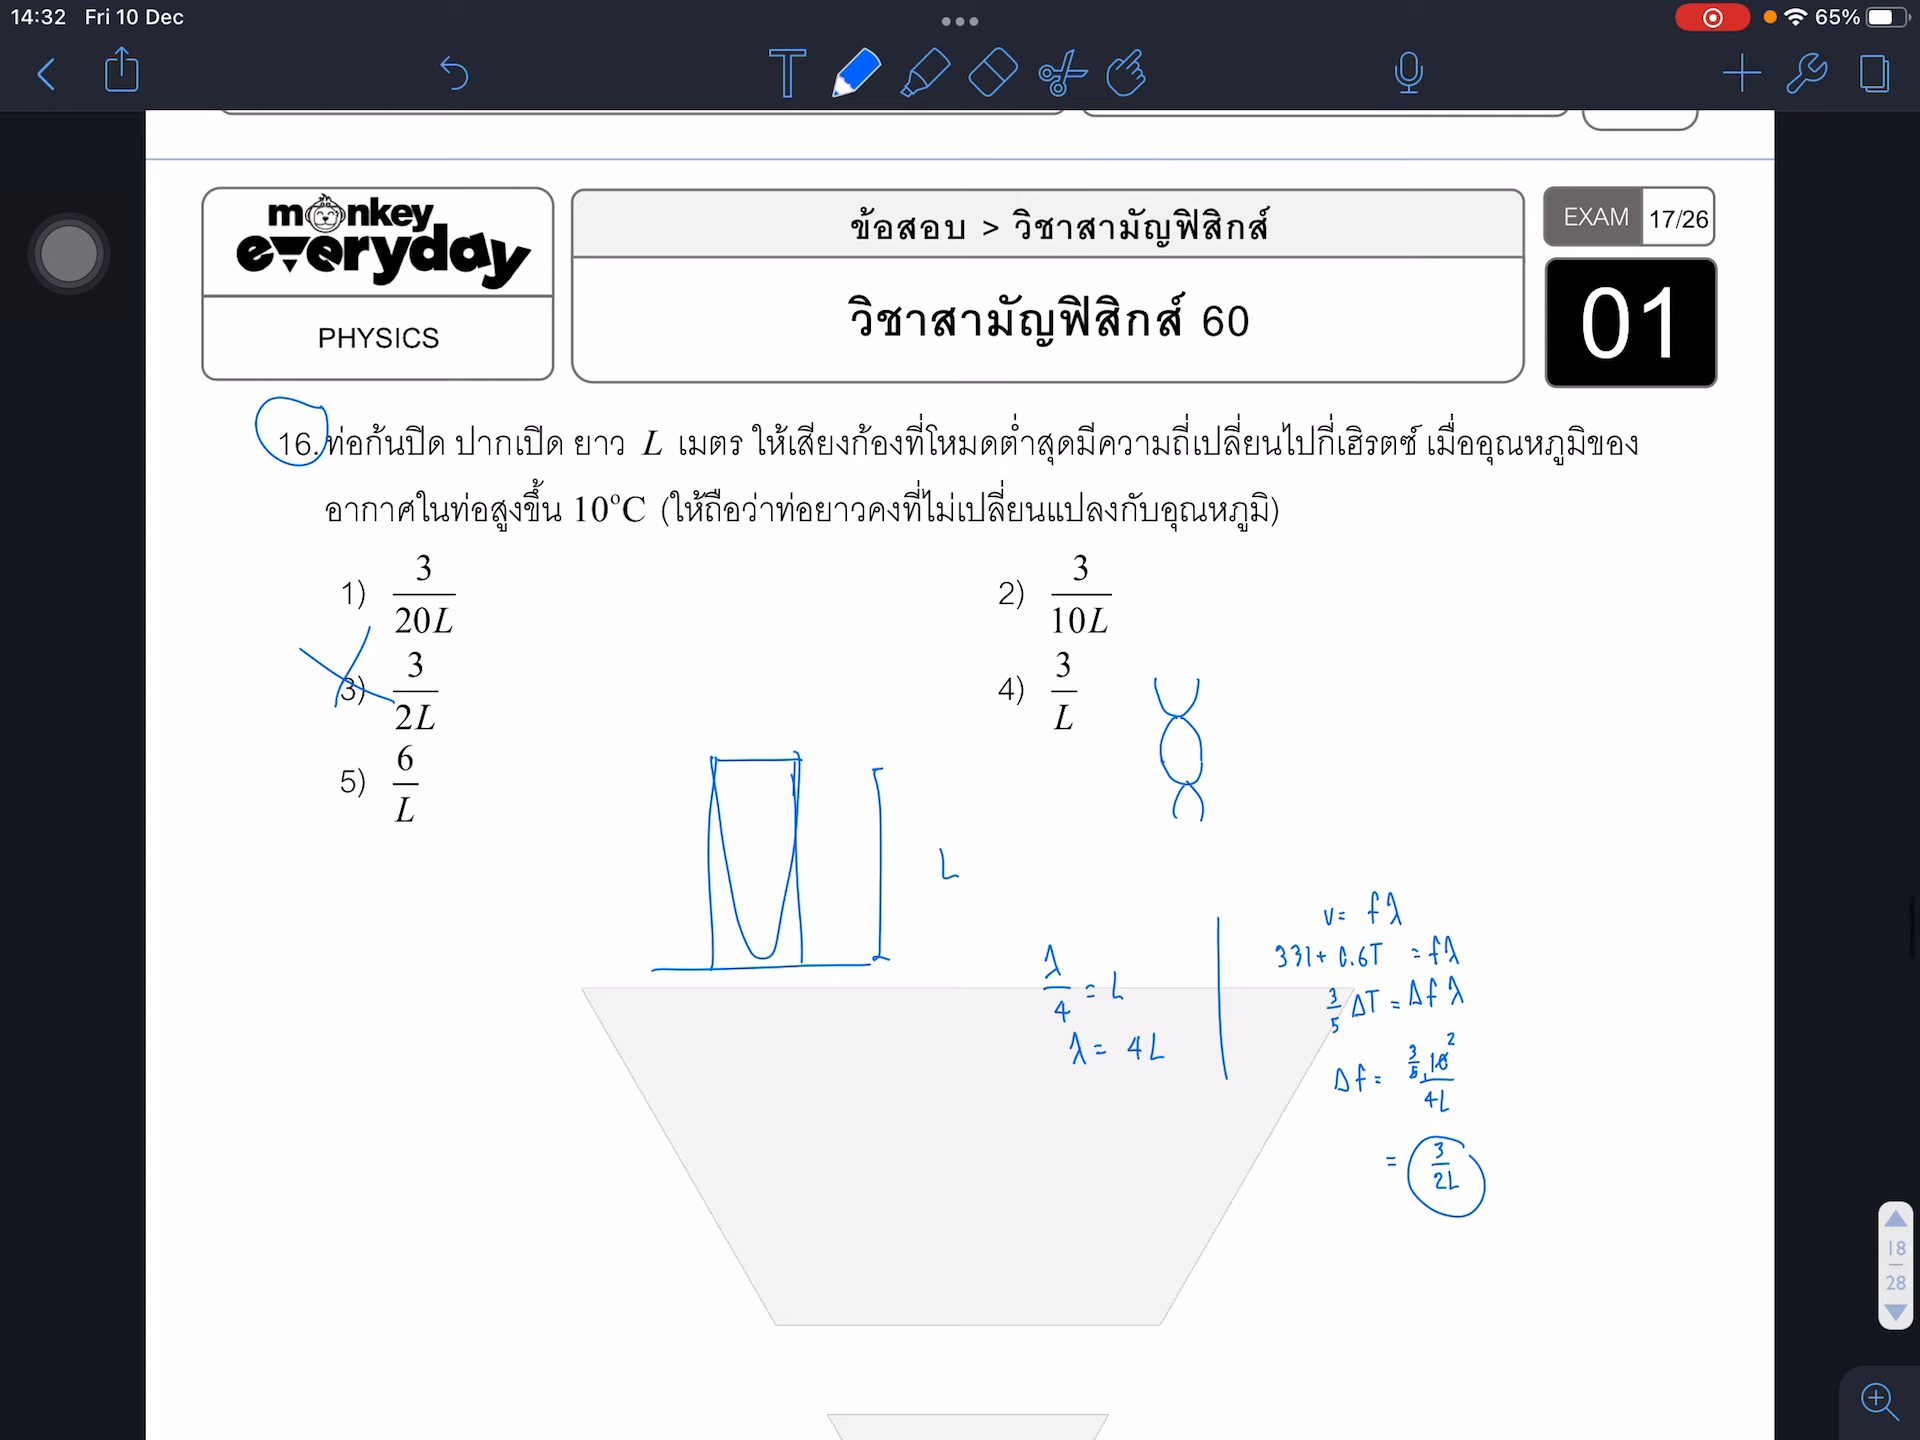 14:32 Fri 10 Dec
65%
monkey
everyday
PHYSICS
ข้อสอบ > วิชาสามัญฟิสิกส์
วิชาสามัญฟิสิกส์ 60
EXAM 17/26
01
16. ท่อก้นปิด ปากเปิด ยาว L เมตร ให้เสียงก้องที่โหมดต่ำสุดมีความถี่เปลี่ยนไปกี่เฮิรตซ์ เมื่ออุณหภูมิของ
อากาศในท่อสูงขึ้น 10°C (ให้ถือว่าท่อยาวคงที่ไม่เปลี่ยนแปลงกับอุณหภูมิ)
1) 3/20L
2) 3/10L
3) 3/2L
4) 3/L
5) 6/L
L
λ/4 = L
λ = 4L
v = fλ
331 + 0.6T = fλ
3/5 ΔT = Δf λ
Δf = 3/5 . 10 2 / 4L
= 3/2L
18
28